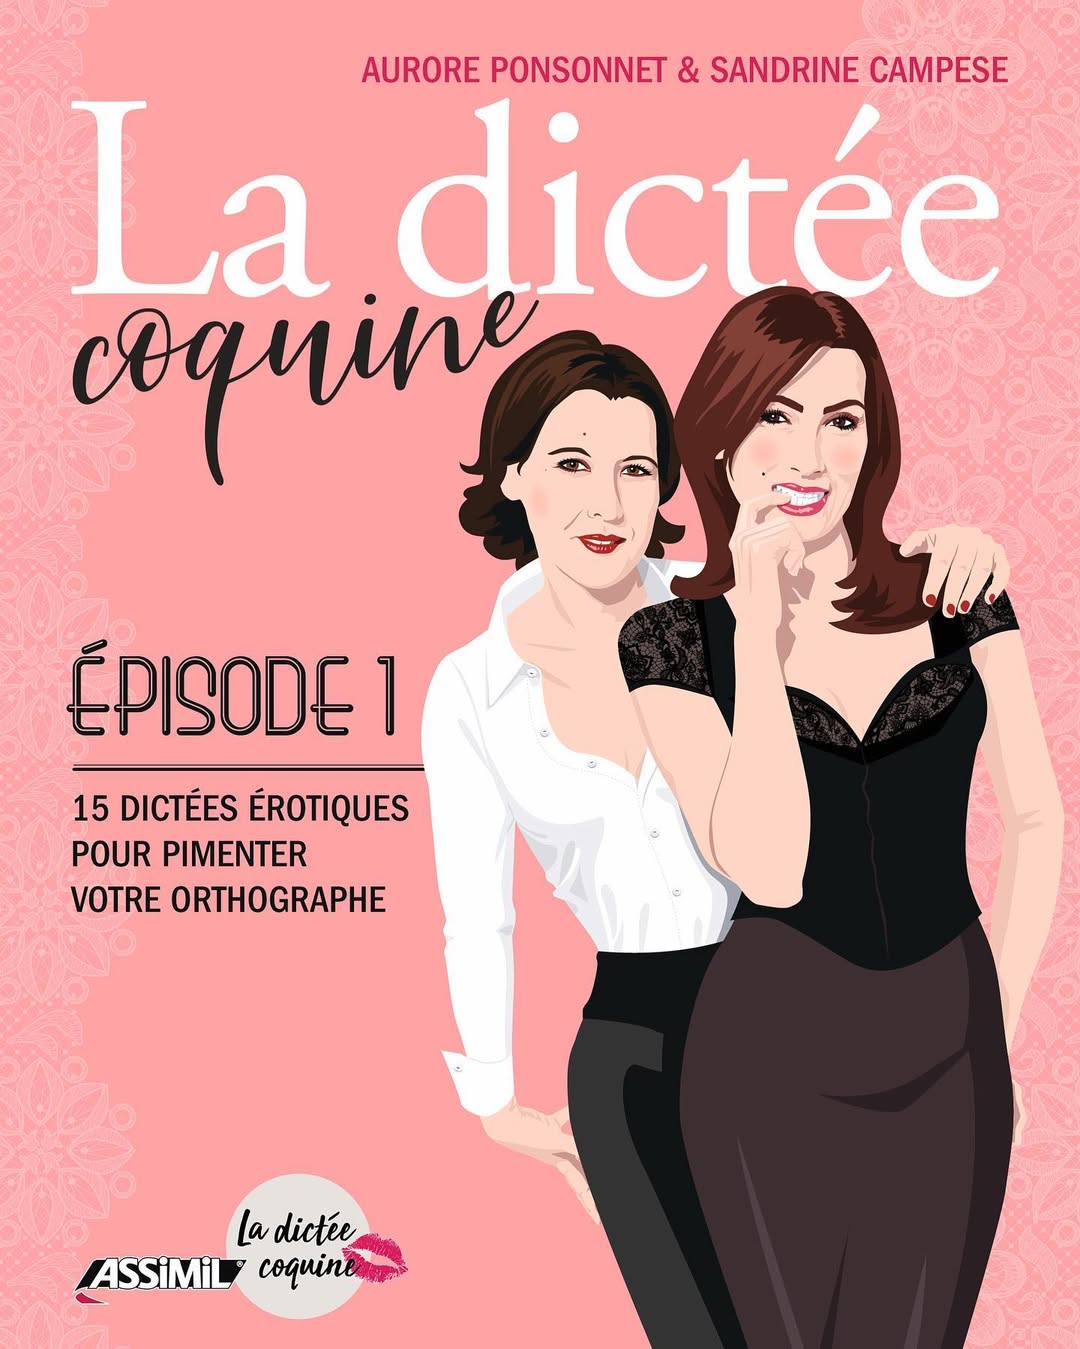 AURORE PONSONNET & SANDRINE CAMPESE
La dictée
coquine
ÉPISODE 1
15 DICTÉES ÉROTIQUES
POUR PIMENTER
VOTRE ORTHOGRAPHE
La dictée
coquine
ASSiMiL®